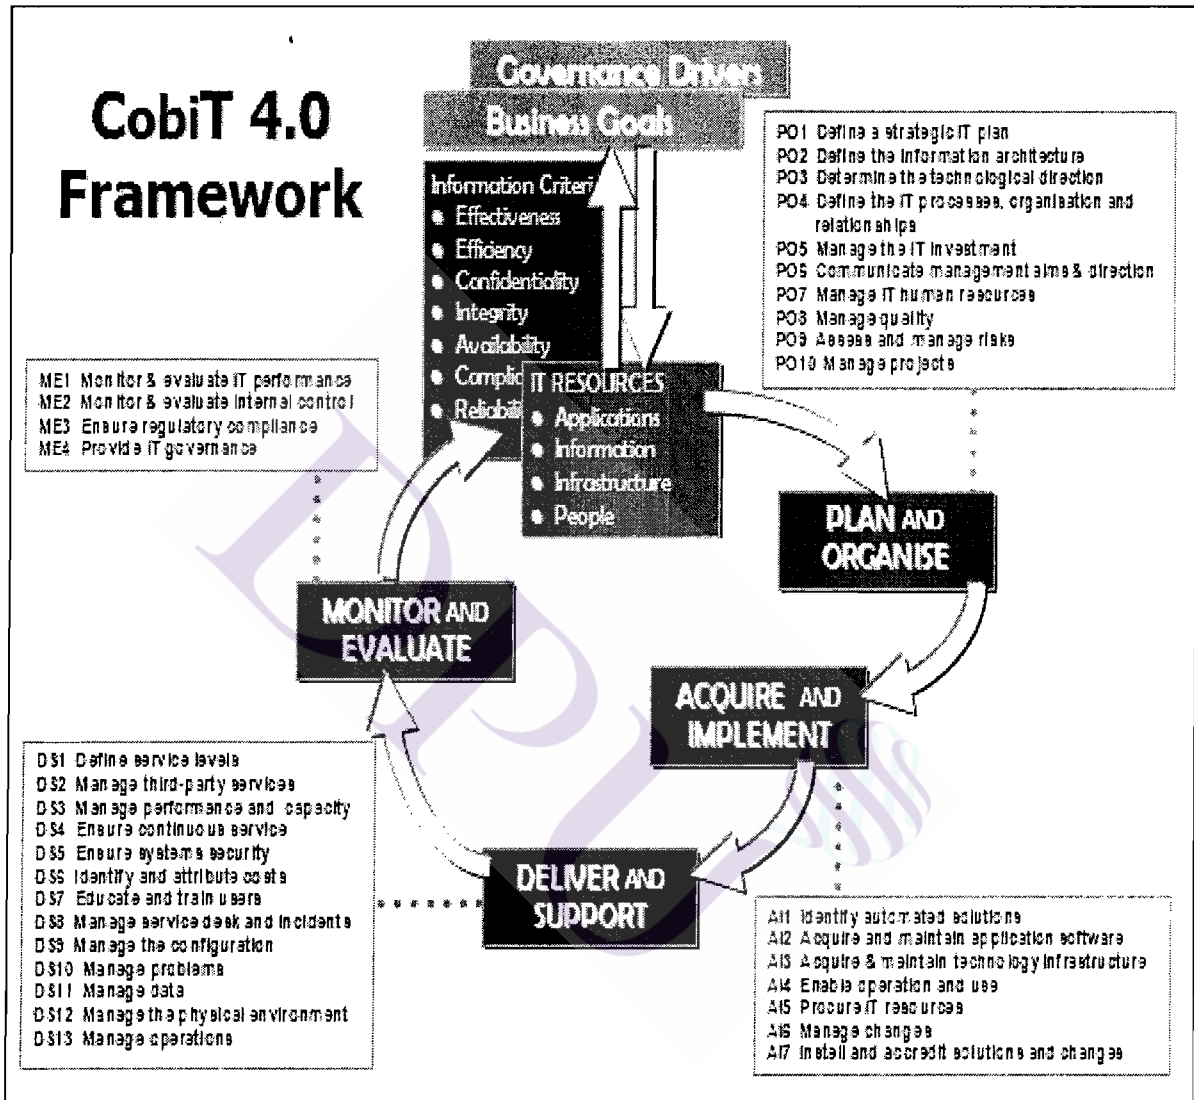 CobiT 4.0
Framework
Governance Drivers
Business Goals
Information Criteri
● Effectiveness
● Efficiency
● Confidentiality
● Integrity
● Availability
● Complic
● Reliabili
IT RESOURCES
● Applications
● Information
● Infrastructure
● People
PO1 Define a strategic IT plan
PO2 Define the information architecture
PO3 Determine the technological direction
PO4 Define the IT processes, organisation and
relationships
PO5 Manage the IT investment
PO6 Communicate management aims & direction
PO7 Manage IT human resources
PO8 Manage quality
PO9 Assess and manage risks
PO10 Manage projects
PLAN AND
ORGANISE
ME1 Monitor & evaluate IT performance
ME2 Monitor & evaluate internal control
ME3 Ensure regulatory compliance
ME4 Provide IT governance
MONITOR AND
EVALUATE
ACQUIRE AND
IMPLEMENT
DS1 Define service levels
DS2 Manage third-party services
DS3 Manage performance and capacity
DS4 Ensure continuous service
DS5 Ensure systems security
DS6 Identify and attribute costs
DS7 Educate and train users
DS8 Manage service desk and incidents
DS9 Manage the configuration
DS10 Manage problems
DS11 Manage data
DS12 Manage the physical environment
DS13 Manage operations
DELIVER AND
SUPPORT
AI1 Identify automated solutions
AI2 Acquire and maintain application software
AI3 Acquire & maintain technology infrastructure
AI4 Enable operation and use
AI5 Procure IT resources
AI6 Manage changes
AI7 Install and accredit solutions and changes
DPU